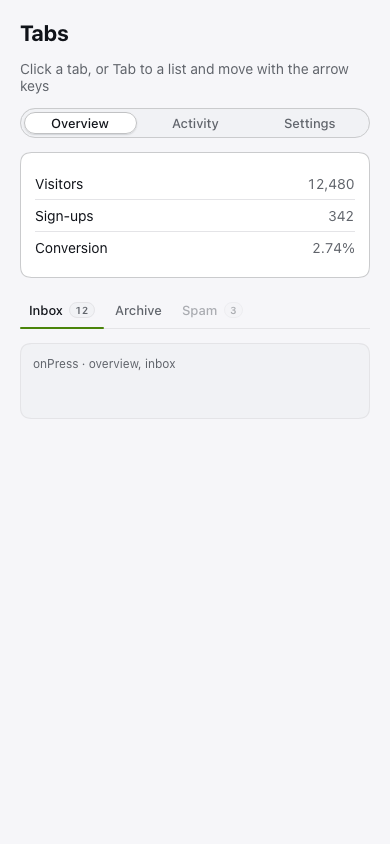 Tabs
Click a tab, or Tab to a list and move with the arrow
keys
Overview Activity Settings
Visitors 12,480
Sign-ups 342
Conversion 2.74%
Inbox 12 Archive Spam 3
onPress · overview, inbox